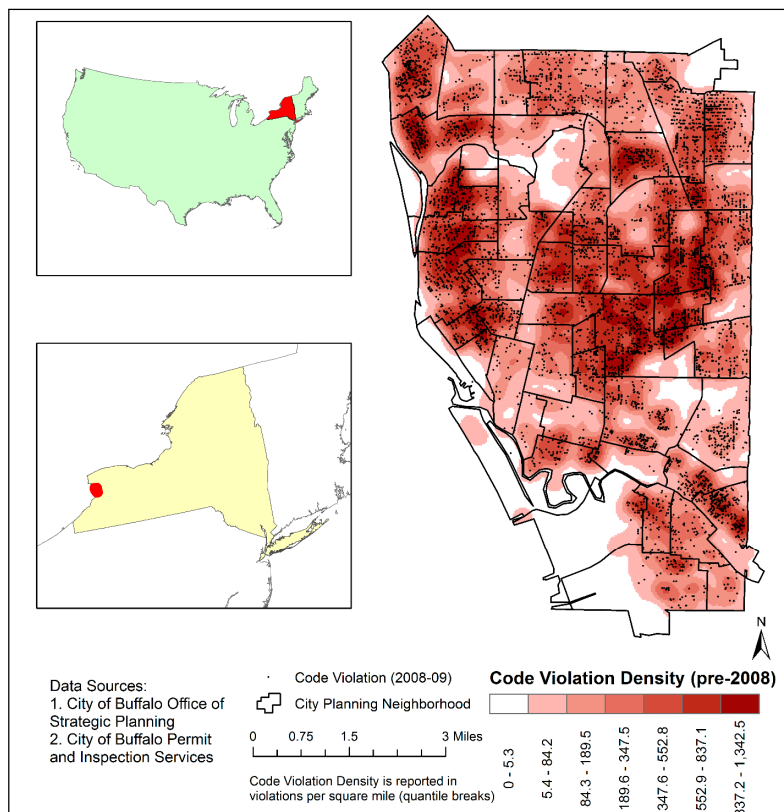 N
Data Sources:
1. City of Buffalo Office of
Strategic Planning
2. City of Buffalo Permit
and Inspection Services
Code Violation (2008-09)
City Planning Neighborhood
0 0.75 1.5 3 Miles
Code Violation Density is reported in
violations per square mile (quantile breaks)
Code Violation Density (pre-2008)
0 - 5.3
5.4 - 84.2
84.3 - 189.5
189.6 - 347.5
347.6 - 552.8
552.9 - 837.1
837.2 - 1,342.5